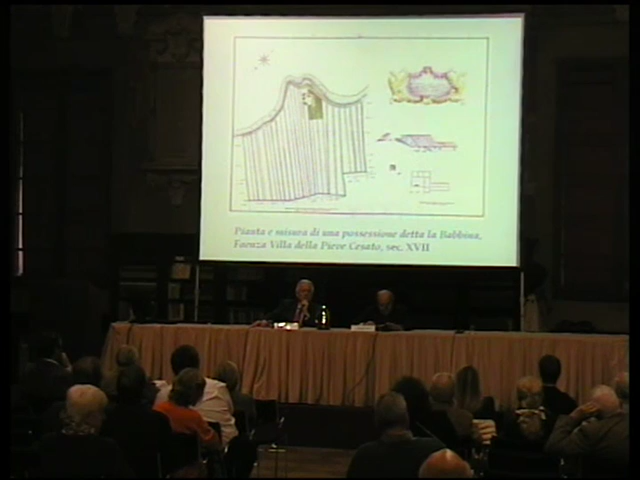 Pianta e misura di una possessione detta la Babbina,
Faenza Villa della Pieve Cesato, sec. XVII